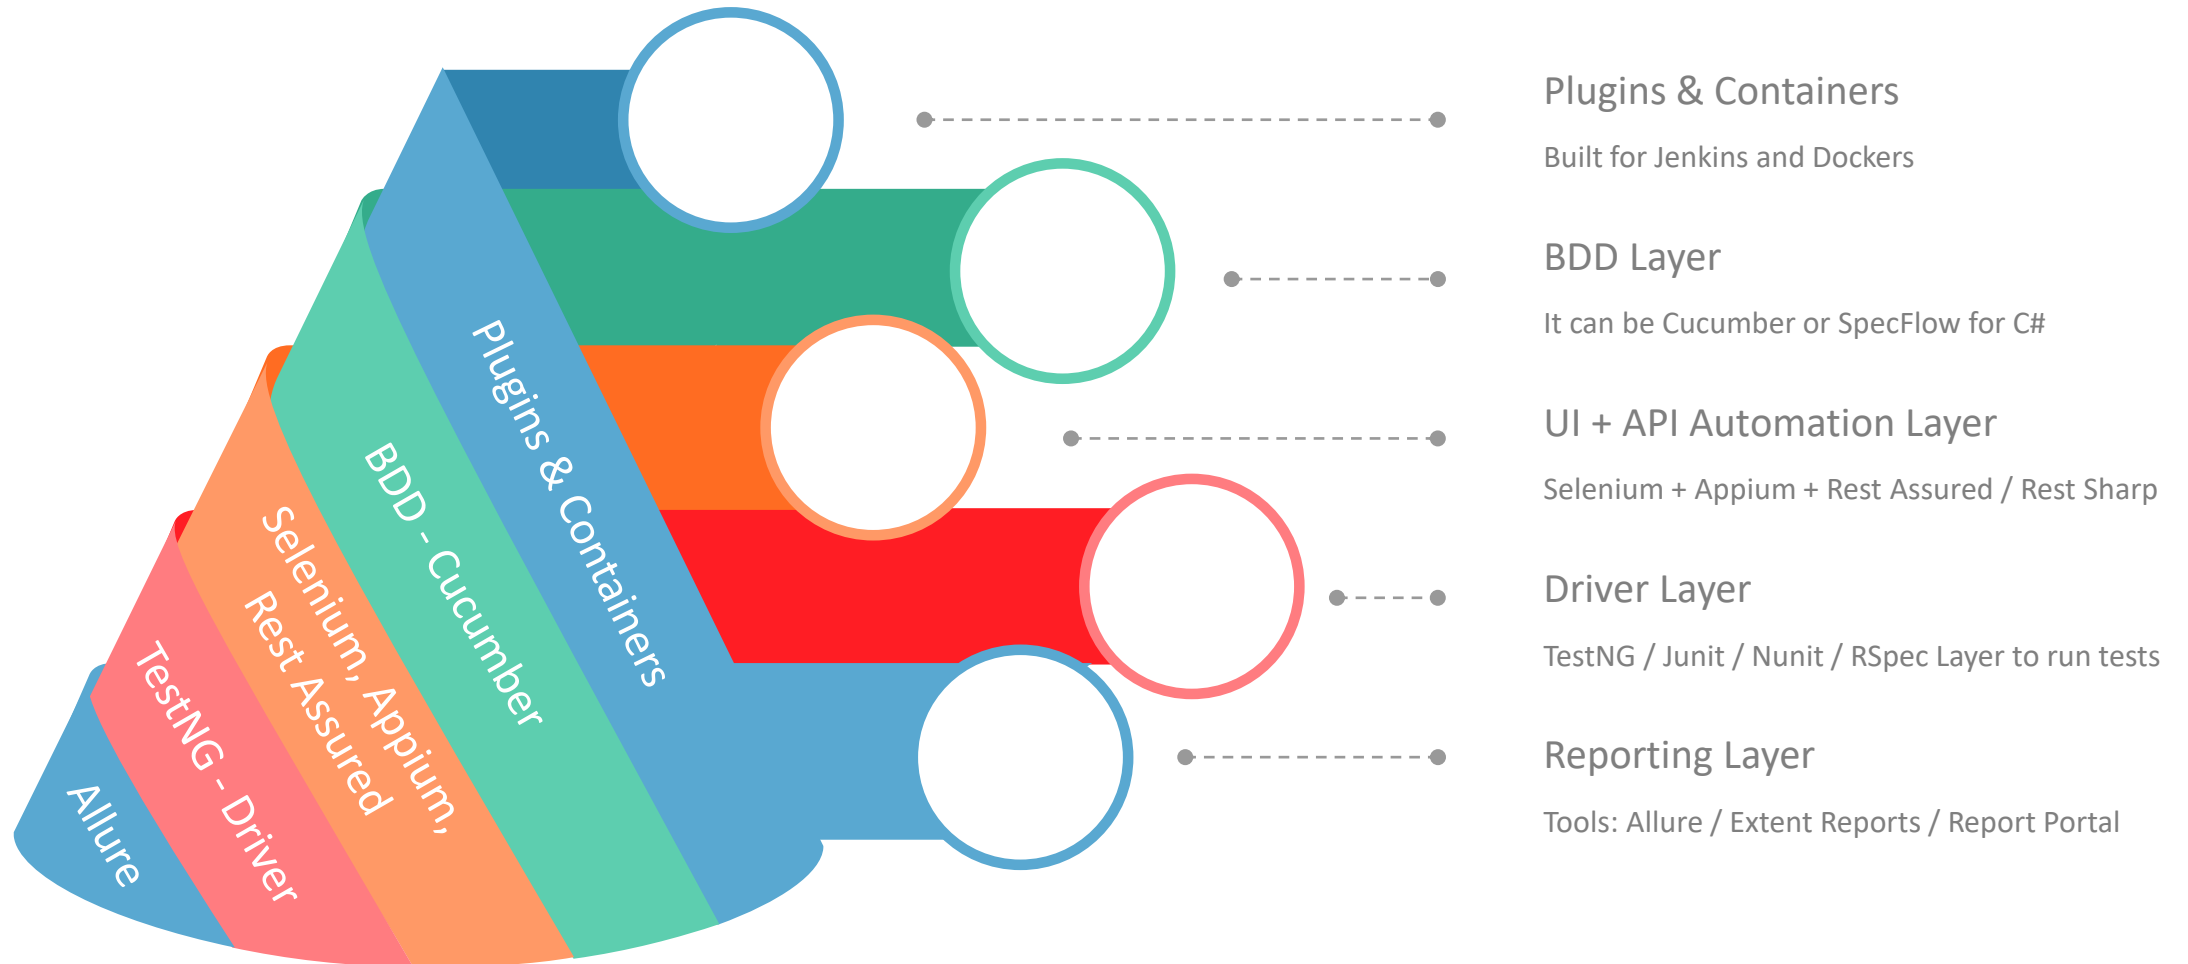 Plugins & Containers
Built for Jenkins and Dockers
BDD Layer
It can be Cucumber or SpecFlow for C#
UI + API Automation Layer
Selenium + Appium + Rest Assured / Rest Sharp
Driver Layer
TestNG / Junit / Nunit / RSpec Layer to run tests
Reporting Layer
Tools: Allure / Extent Reports / Report Portal
Plugins & Containers
BDD - Cucumber
Selenium, Appium,
Rest Assured
TestNG - Driver
Allure